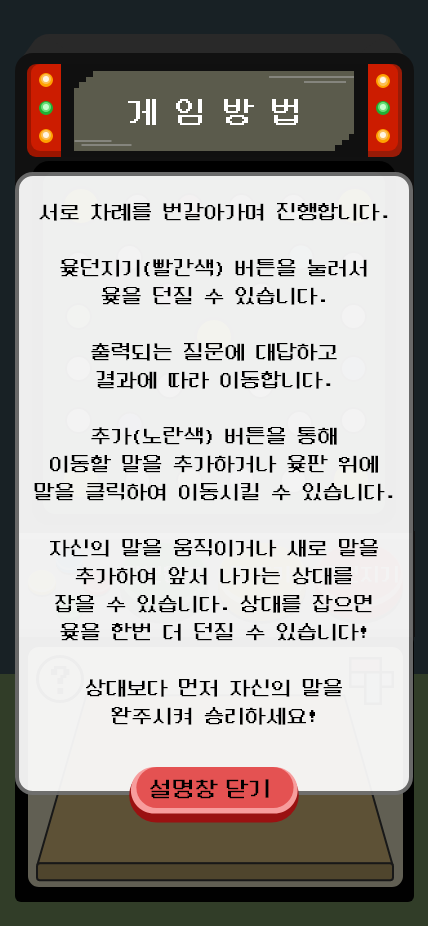 게임방법
서로 차례를 번갈아가며 진행합니다.
윷던지기(빨간색) 버튼을 눌러서
윷을 던질 수 있습니다.
출력되는 질문에 대답하고
결과에 따라 이동합니다.
추가(노란색) 버튼을 통해
이동할 말을 추가하거나 윷판 위에
말을 클릭하여 이동시킬 수 있습니다.
자신의 말을 움직이거나 새로 말을
추가하여 앞서 나가는 상대를
잡을 수 있습니다. 상대를 잡으면
윷을 한번 더 던질 수 있습니다!
상대보다 먼저 자신의 말을
완주시켜 승리하세요!
?
설명창 닫기